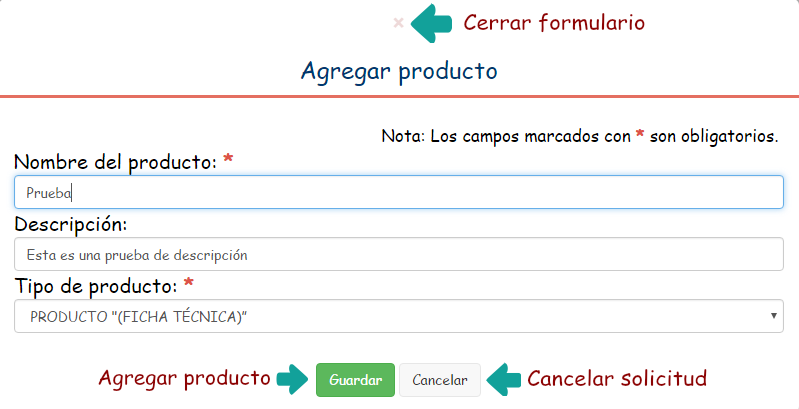 × Cerrar formulario
Agregar producto
Nota: Los campos marcados con * son obligatorios.
Nombre del producto: *
Prueba
Descripción:
Esta es una prueba de descripción
Tipo de producto: *
PRODUCTO "(FICHA TÉCNICA)"
Agregar producto Guardar Cancelar Cancelar solicitud